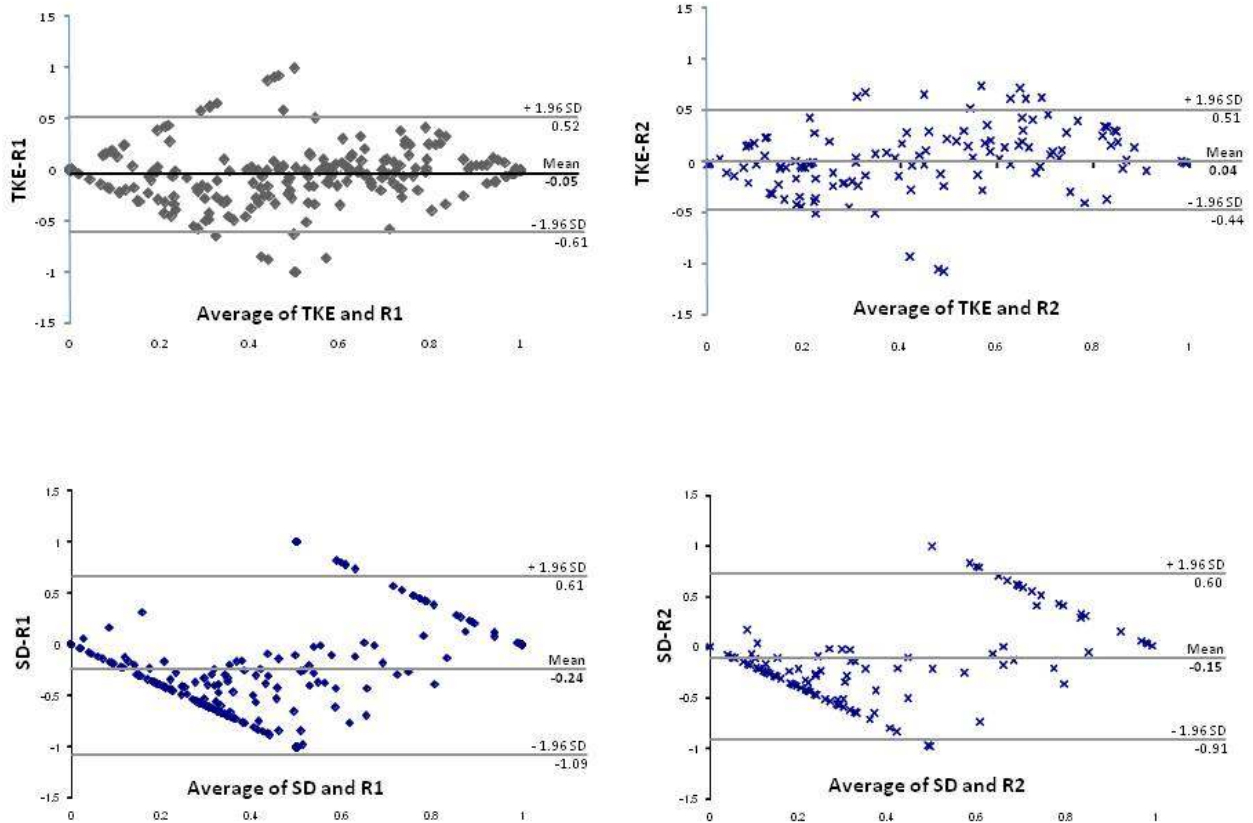 1.5
1
0.5
0
-0.5
-1
-1.5
TKE-R1
+ 1.96 SD
0.52
Mean
-0.05
- 1.96 SD
-0.61
Average of TKE and R1
0 0.2 0.4 0.6 0.8 1
1.5
1
0.5
0
-0.5
-1
-1.5
TKE-R2
+ 1.96 SD
0.51
Mean
0.04
- 1.96 SD
-0.44
Average of TKE and R2
0 0.2 0.4 0.6 0.8 1
1.5
1
0.5
0
-0.5
-1
-1.5
SD-R1
+ 1.96 SD
0.61
Mean
-0.24
- 1.96 SD
-1.09
Average of SD and R1
0 0.2 0.4 0.6 0.8 1
1.5
1
0.5
0
-0.5
-1
-1.5
SD-R2
+ 1.96 SD
0.60
Mean
-0.15
- 1.96 SD
-0.91
Average of SD and R2
0 0.2 0.4 0.6 0.8 1